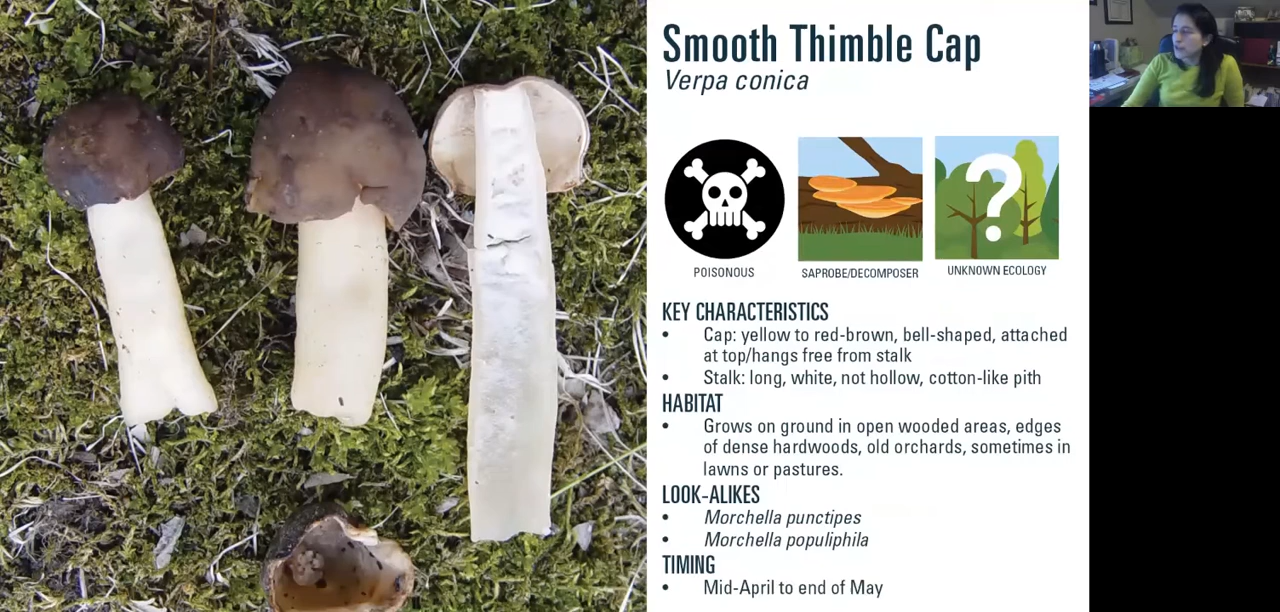 Smooth Thimble Cap
Verpa conica
POISONOUS
SAPROBE/DECOMPOSER
UNKNOWN ECOLOGY
KEY CHARACTERISTICS
• Cap: yellow to red-brown, bell-shaped, attached
at top/hangs free from stalk
• Stalk: long, white, not hollow, cotton-like pith
HABITAT
• Grows on ground in open wooded areas, edges
of dense hardwoods, old orchards, sometimes in
lawns or pastures.
LOOK-ALIKES
• Morchella punctipes
• Morchella populiphila
TIMING
• Mid-April to end of May